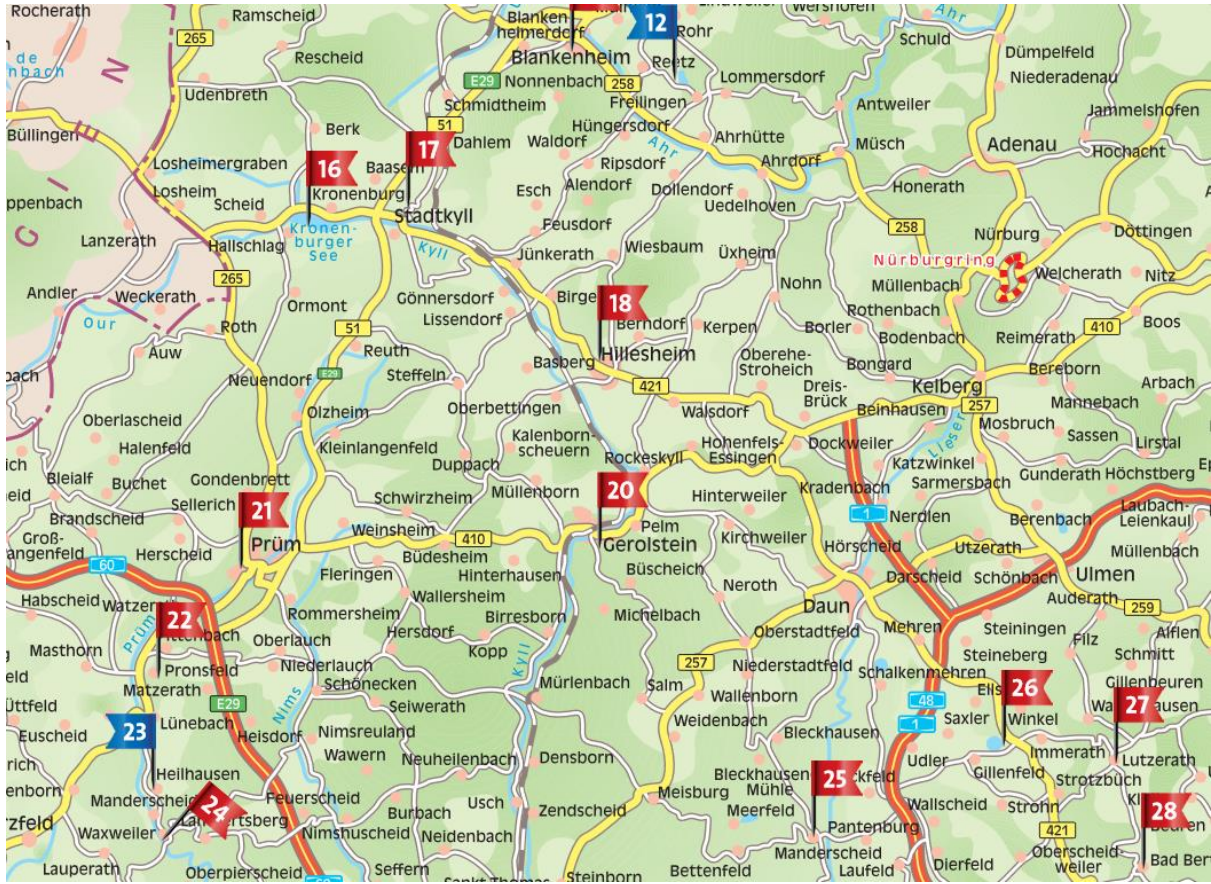 Rocherath
Ramscheid
Blanken
heimerdorf
12
Rohr
Wershofen
Ahr
265
Rescheid
Blankenheim
Reetz
Schuld
Dümpelfeld
E29
Nonnenbach
Lommersdorf
Niederadenau
Udenbreth
Schmidtheim
258
Freilingen
Antweiler
Jammelshofen
Büllingen
Berk
51
Dahlem
Hüngersdorf
Ahrhütte
Müsch
Adenau
Hochacht
Losheimergraben
16
17
Waldorf
Ahr
Ripsdorf
Ahrdorf
Losheim
Kronenburg
Esch
Alendorf
Dollendorf
Honerath
Scheid
Stadtkyll
Feusdorf
Uedelhoven
Lanzerath
Hallschlag
Kronen-
burger
See
Kyll
Jünkerath
Wiesbaum
Üxheim
258
Nürburg
Döttingen
265
Nürburgring
Welcherath
Nitz
Andler
Weckerath
Ormont
Gönnersdorf
18
Nohn
Müllenbach
Our
Roth
51
Lissendorf
Berndorf
Kerpen
Borler
Rothenbach
Reimerath
410
Boos
Auw
Reuth
Basberg
Hillesheim
Bodenbach
Neuendorf
E29
Steffeln
Oberehe-
Stroheich
Bongard
Kelberg
Bereborn
Arbach
Oberlascheid
Olzheim
Oberbettingen
421
Walsdorf
Dreis-
Brück
Beinhausen
257
Mannebach
Halenfeld
Kleinlangenfeld
Kalenborn-
scheuern
Hohenfels-
Essingen
Dockweiler
Lieser
Mosbruch
Sassen
Lirstal
Bleialf
Buchet
Gondenbrett
Duppach
Rockeskyll
Katzwinkel
Gunderath
Höchstberg
Sellerich
21
Schwirzheim
Müllenborn
20
Hinterweiler
Kradenbach
Sarmersbach
Brandscheid
Prüm
Weinsheim
410
Pelm
1
Nerdlen
Berenbach
Laubach-
Leienkaul
Groß-
angenfeld
Herscheid
Büdesheim
Gerolstein
Kirchweiler
Hörscheid
Utzerath
Müllenbach
60
Fleringen
Hinterhausen
Büscheich
Neroth
Darscheid
Schönbach
Ulmen
Habscheid
Rommersheim
Wallersheim
Birresborn
Michelbach
Daun
Auderath
259
22
Hersdorf
Oberstadtfeld
Mehren
Steiningen
Filz
Alflen
Prüm
Oberlauch
Kopp
Kyll
257
Steineberg
Schmitt
Masthorn
Pronsfeld
Niederlauch
Niederstadtfeld
Schalkenmehren
Gillenbeuren
Matzerath
Schönecken
Mürlenbach
Salm
Wallenborn
26
27
E29
Nims
Seiwerath
48
Winkel
Euscheid
23
Lünebach
Heisdorf
Nimsreuland
Weidenbach
Bleckhausen
1
Saxler
Immerath
Lutzerath
Wawern
Neuheilenbach
Densborn
Udler
Gillenfeld
Strotzbüch
Heilhausen
Bleckhausen
Mühle
25
Manderscheid
24
Feuerscheid
Usch
Meisburg
Meerfeld
Wallscheid
Strohn
28
Waxweiler
Burbach
Zendscheid
Pantenburg
421
Nimshuscheid
Neidenbach
Manderscheid
Oberscheid-
weiler
Lauperath
Oberpierscheid
Seffern
Sankt Thomas
Steinborn
Bettenfeld
Laufeld
Dierfeld